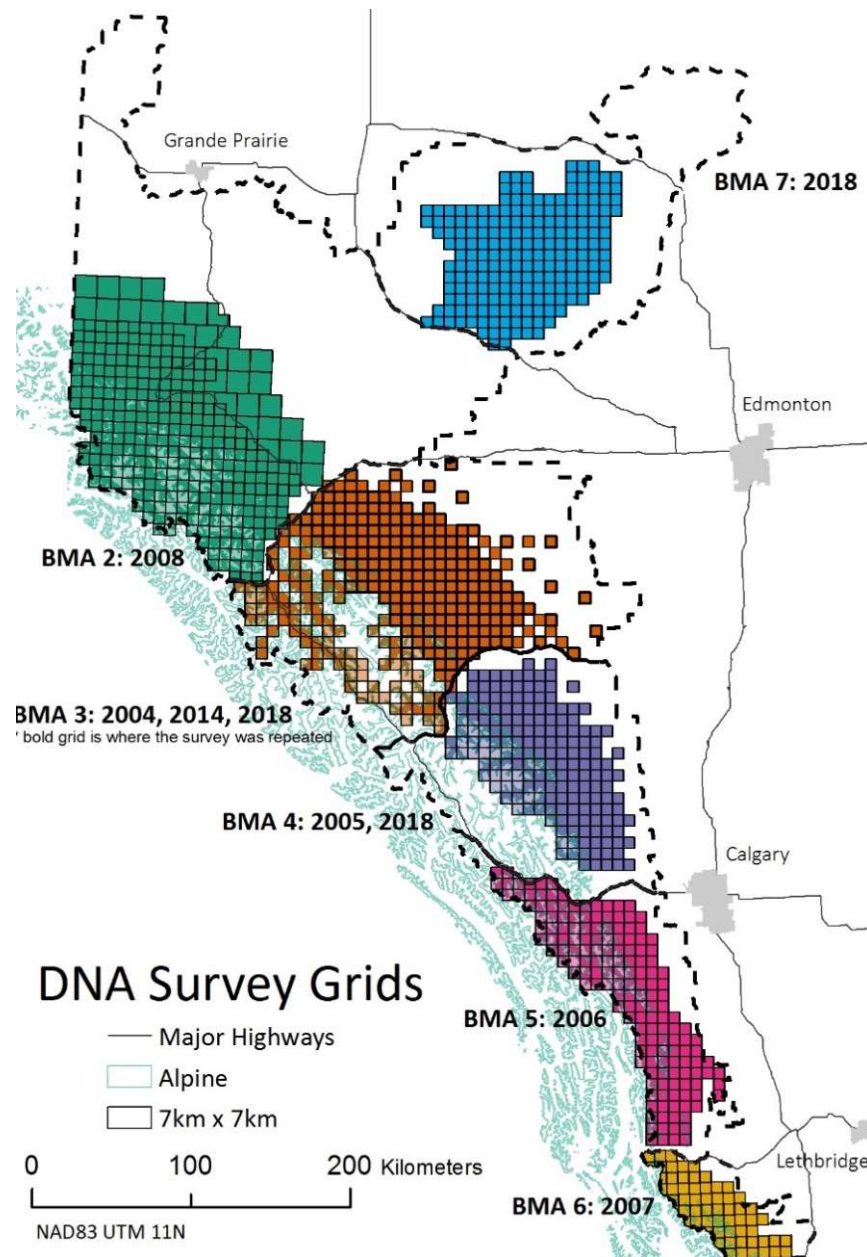 Grande Prairie
BMA 7: 2018
Edmonton
BMA 2: 2008
BMA 3: 2004, 2014, 2018
bold grid is where the survey was repeated
BMA 4: 2005, 2018
Calgary
DNA Survey Grids
BMA 5: 2006
Major Highways
Alpine
7km x 7km
Lethbridge
0 100 200 Kilometers
BMA 6: 2007
NAD83 UTM 11N